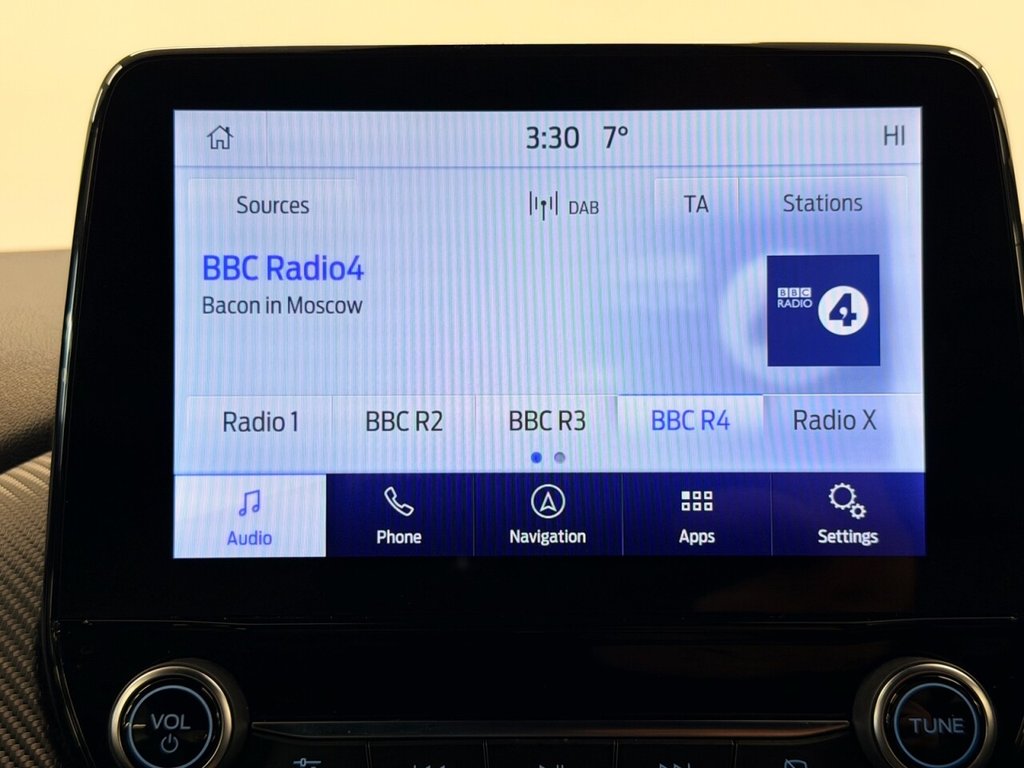 3:30 7° HI
Sources DAB TA Stations
BBC Radio4
Bacon in Moscow
BBC
RADIO 4
Radio 1 BBC R2 BBC R3 BBC R4 Radio X
Audio Phone Navigation Apps Settings
VOL TUNE